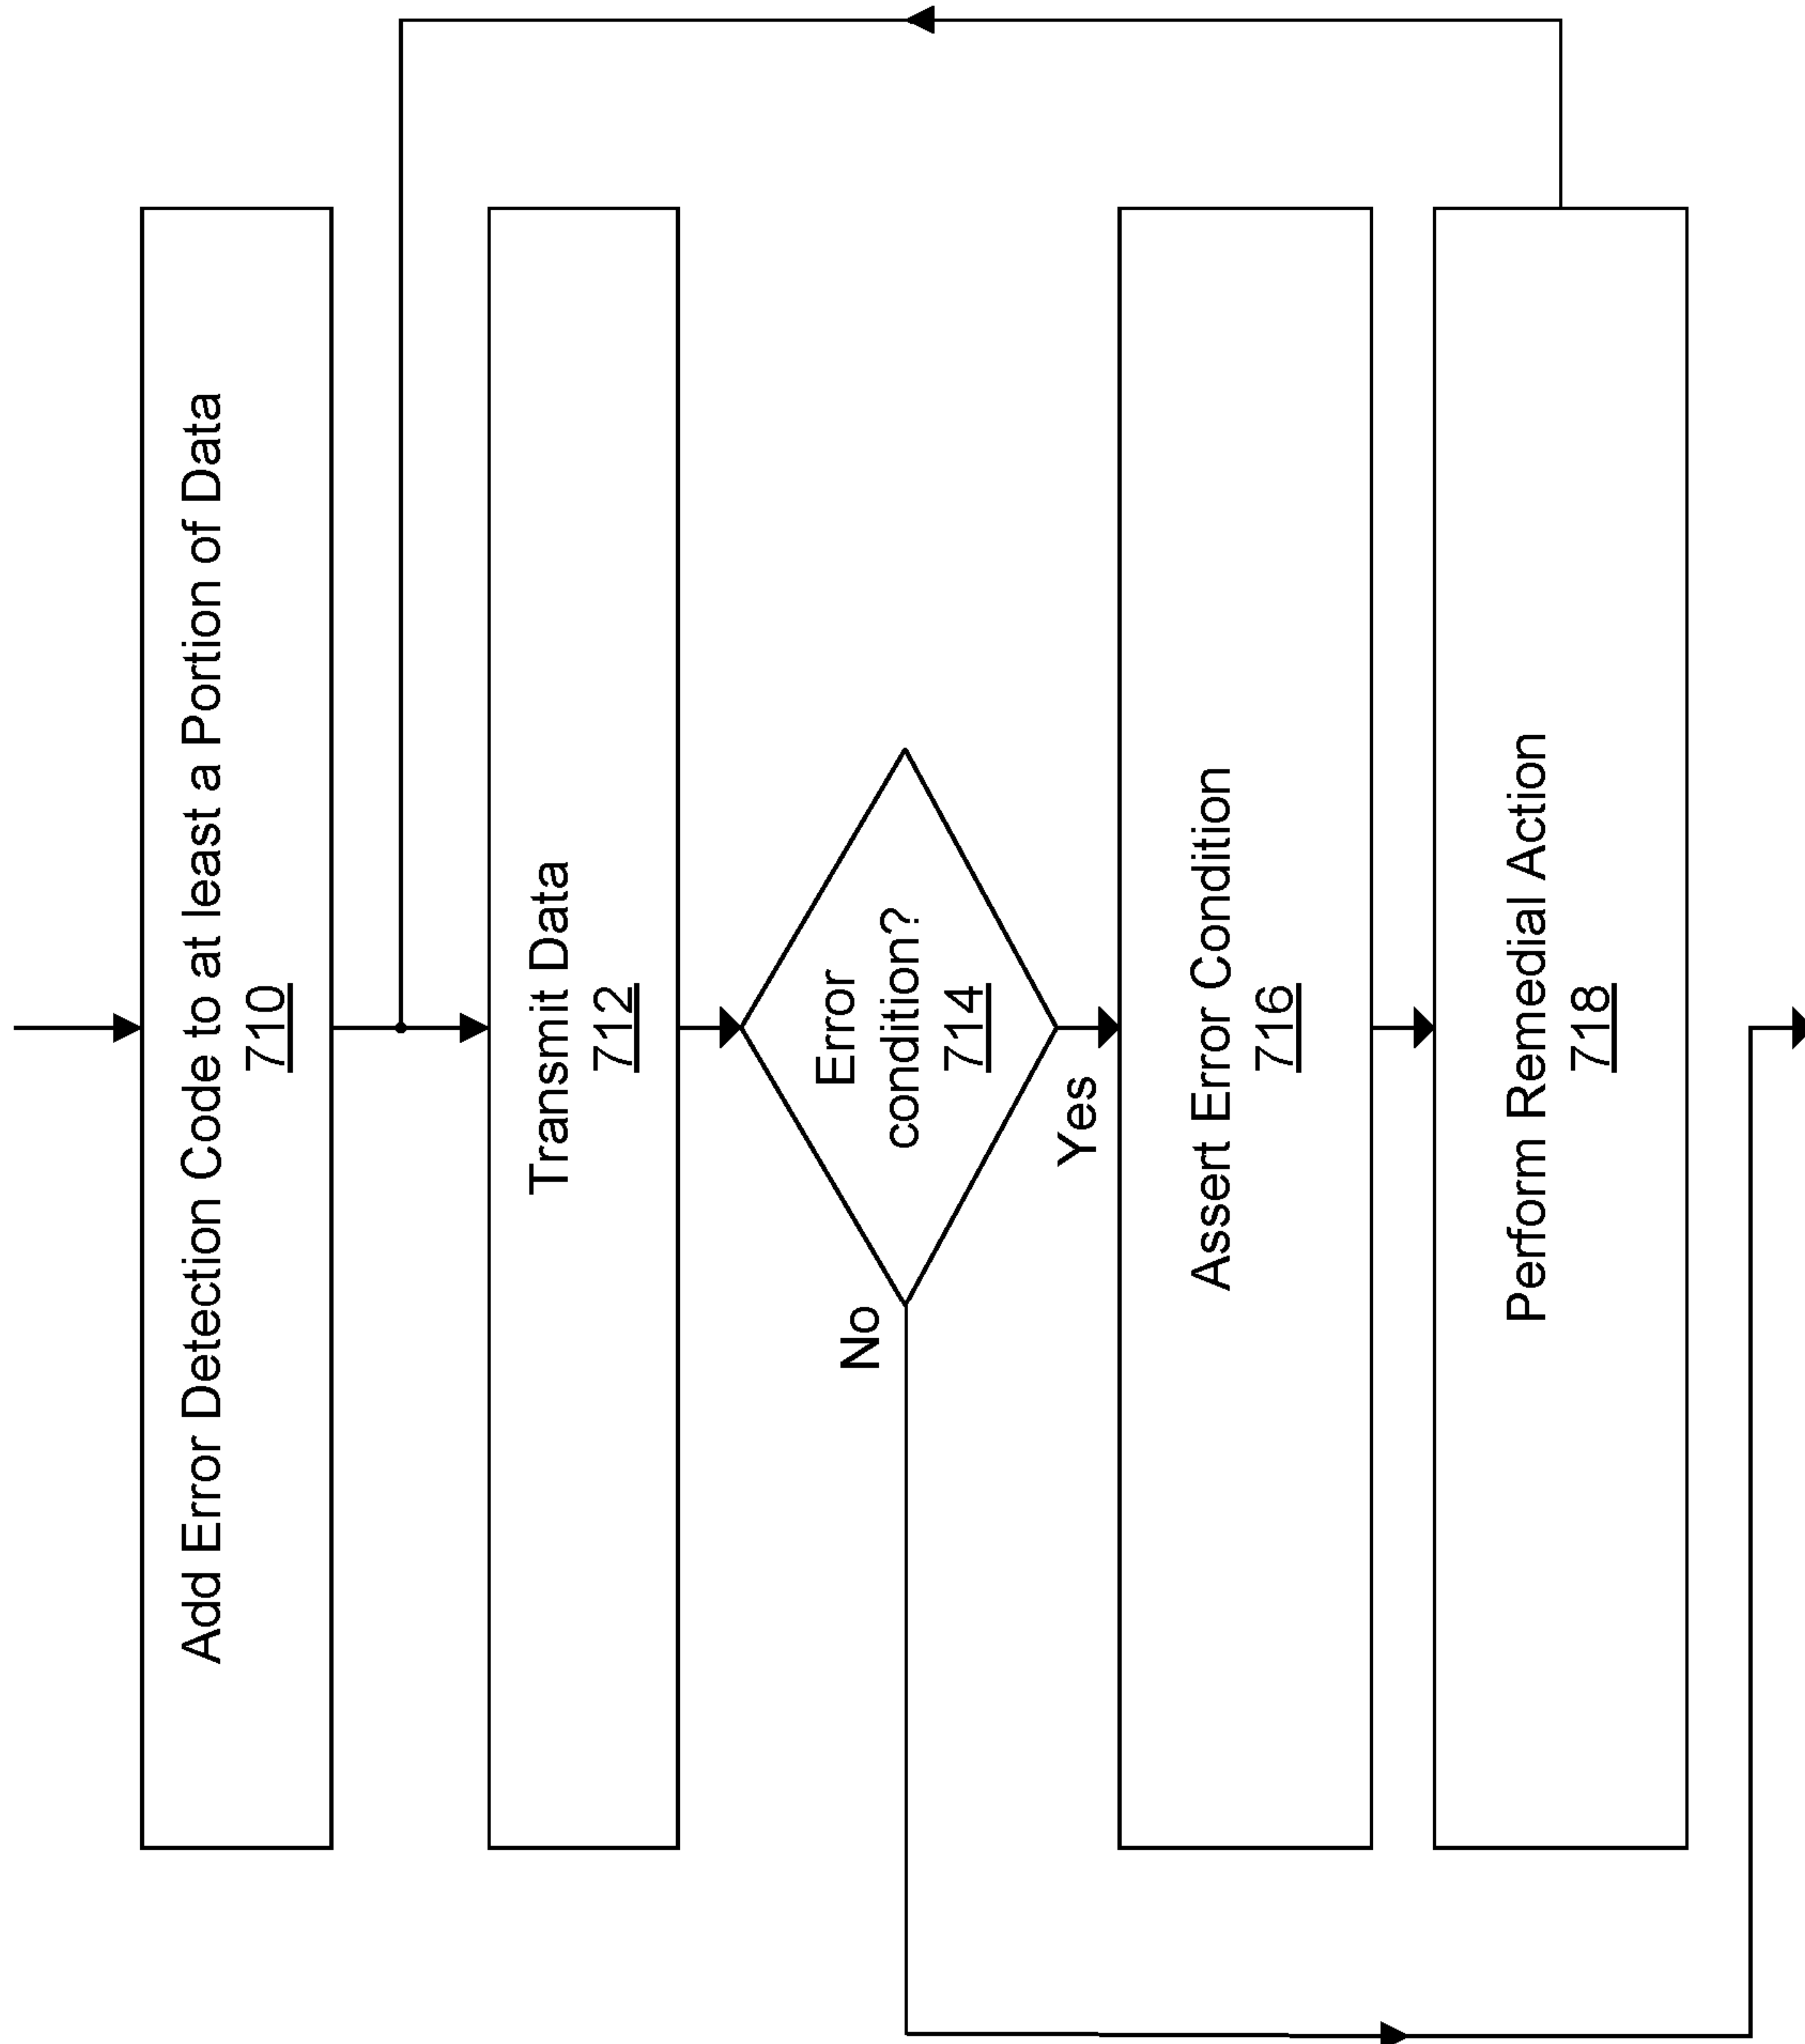 Add Error Detection Code to at least a Portion of Data
710
Transmit Data
712
Error
condition?
714
No
Yes
Assert Error Condition
716
Perform Remedial Action
718